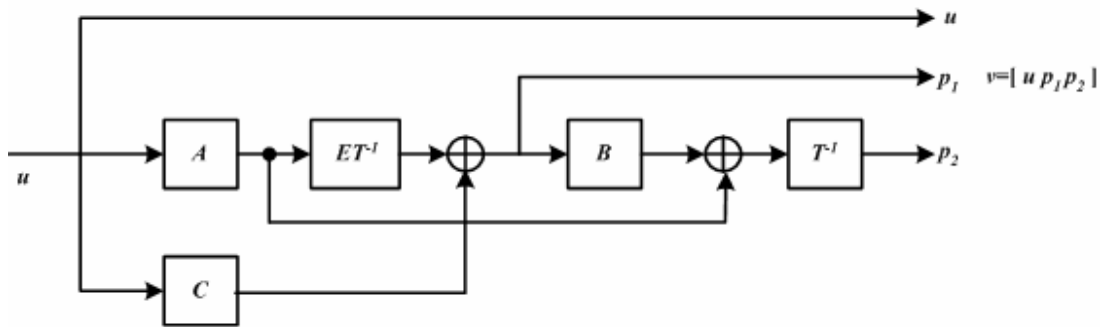 u
p₁ v=[ u p₁ p₂ ]
A ET⁻¹ B T⁻¹ p₂
u
C